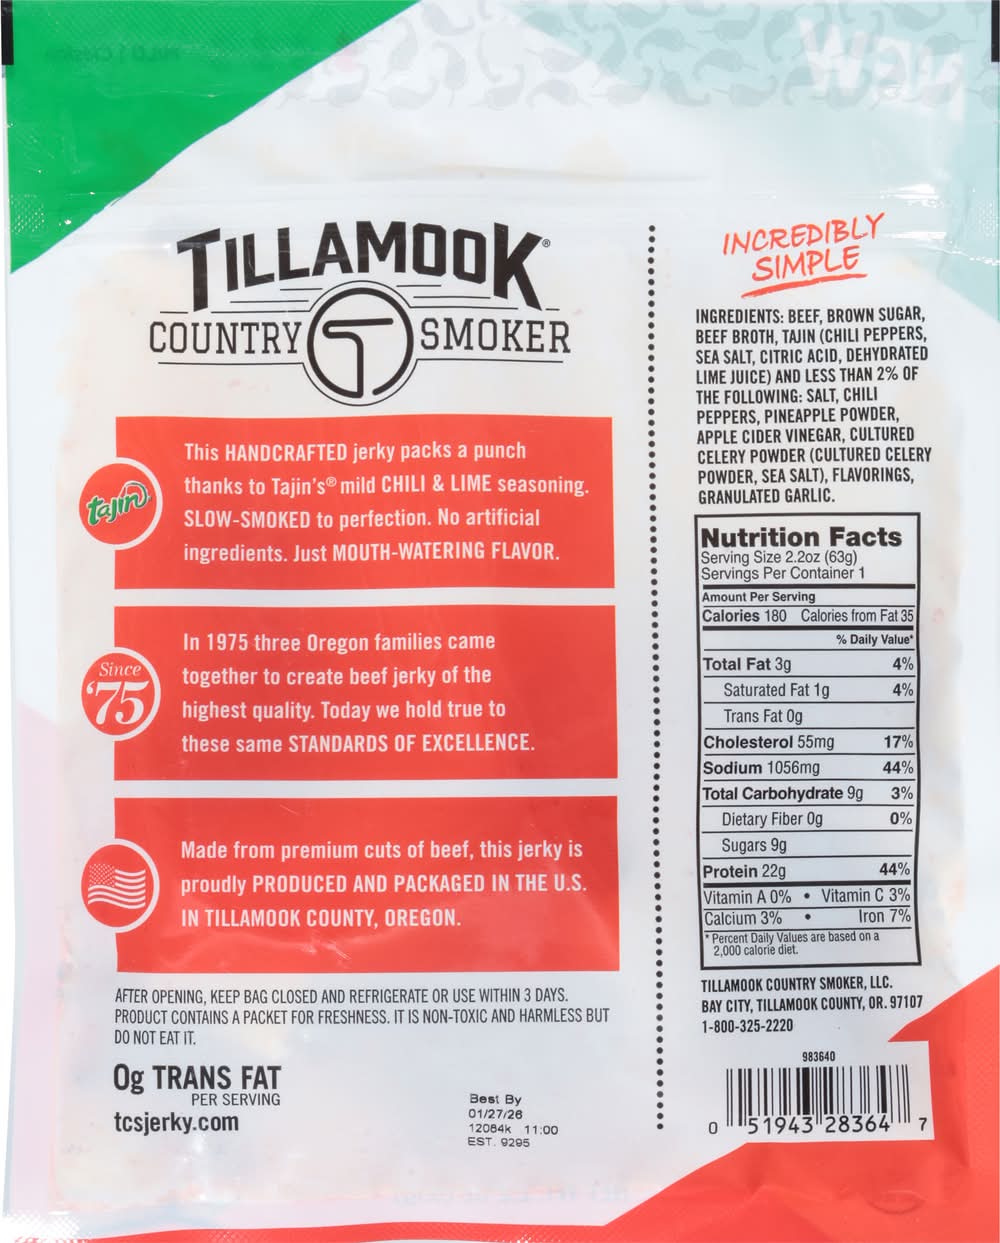 NEW
TILLAMOOK®
COUNTRY SMOKER
This HANDCRAFTED jerky packs a punch
thanks to Tajin's® mild CHILI & LIME seasoning.
SLOW-SMOKED to perfection. No artificial
ingredients. Just MOUTH-WATERING FLAVOR.
tajín
In 1975 three Oregon families came
together to create beef jerky of the
highest quality. Today we hold true to
these same STANDARDS OF EXCELLENCE.
Since
'75
Made from premium cuts of beef, this jerky is
proudly PRODUCED AND PACKAGED IN THE U.S.
IN TILLAMOOK COUNTY, OREGON.
AFTER OPENING, KEEP BAG CLOSED AND REFRIGERATE OR USE WITHIN 3 DAYS.
PRODUCT CONTAINS A PACKET FOR FRESHNESS. IT IS NON-TOXIC AND HARMLESS BUT
DO NOT EAT IT.
0g TRANS FAT
PER SERVING
tcsjerky.com
Best By
01/27/26
12084k 11:00
EST. 9295
INCREDIBLY
SIMPLE
INGREDIENTS: BEEF, BROWN SUGAR,
BEEF BROTH, TAJIN (CHILI PEPPERS,
SEA SALT, CITRIC ACID, DEHYDRATED
LIME JUICE) AND LESS THAN 2% OF
THE FOLLOWING: SALT, CHILI
PEPPERS, PINEAPPLE POWDER,
APPLE CIDER VINEGAR, CULTURED
CELERY POWDER (CULTURED CELERY
POWDER, SEA SALT), FLAVORINGS,
GRANULATED GARLIC.
Nutrition Facts
Serving Size 2.2oz (63g)
Servings Per Container 1
Amount Per Serving
Calories 180 Calories from Fat 35
% Daily Value*
Total Fat 3g 4%
Saturated Fat 1g 4%
Trans Fat 0g
Cholesterol 55mg 17%
Sodium 1056mg 44%
Total Carbohydrate 9g 3%
Dietary Fiber 0g 0%
Sugars 9g
Protein 22g 44%
Vitamin A 0% • Vitamin C 3%
Calcium 3% • Iron 7%
* Percent Daily Values are based on a
2,000 calorie diet.
TILLAMOOK COUNTRY SMOKER, LLC.
BAY CITY, TILLAMOOK COUNTY, OR. 97107
1-800-325-2220
983640
0 51943 28364 7